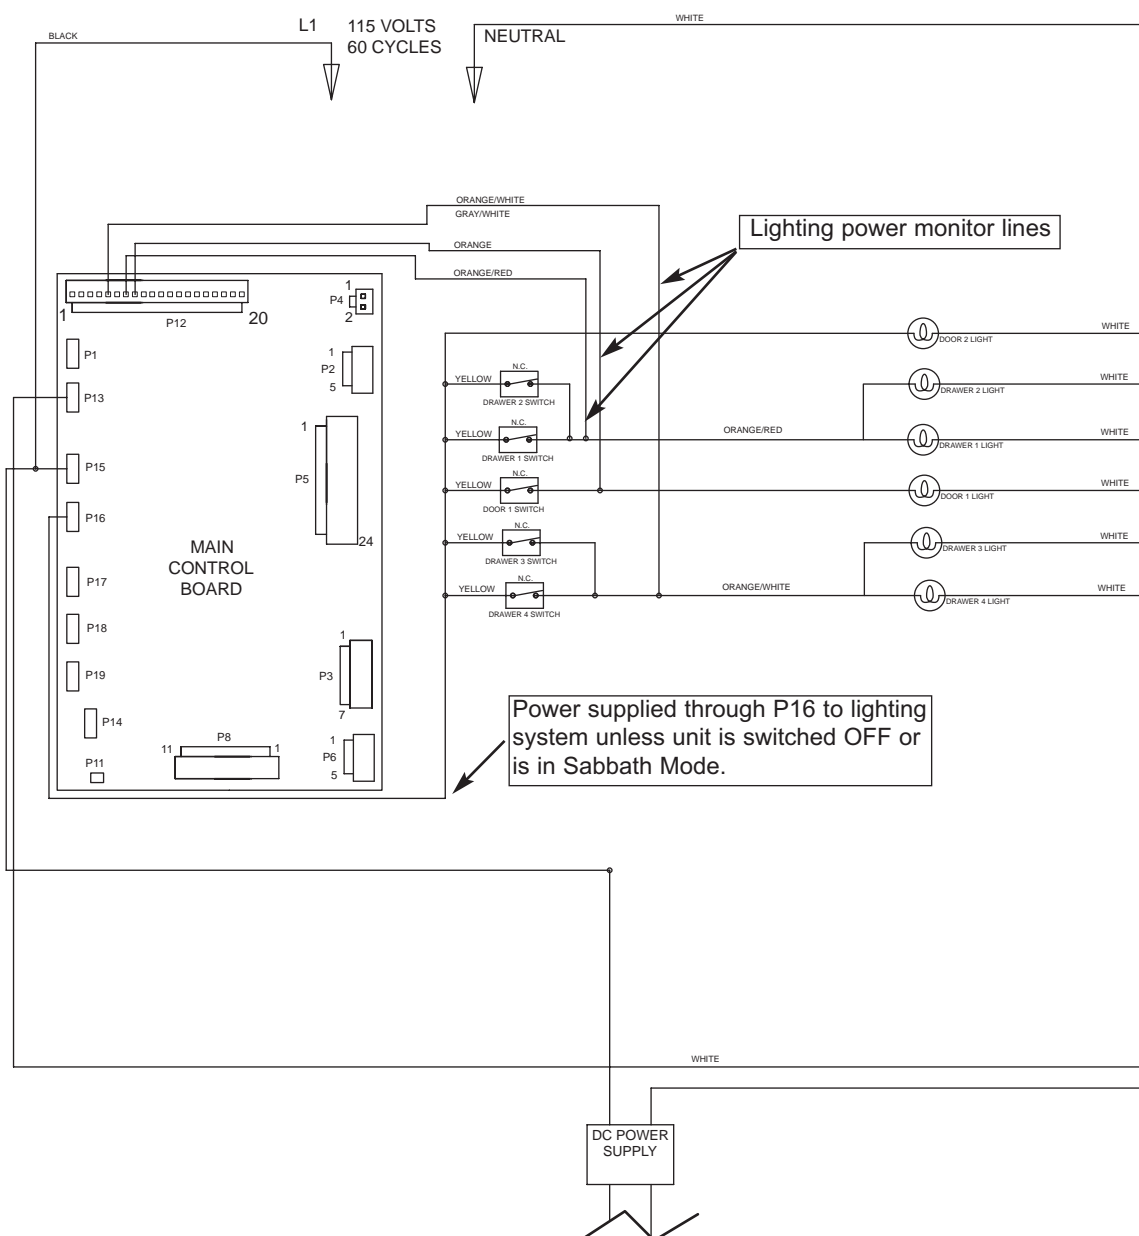 L1
115 VOLTS
60 CYCLES
NEUTRAL
WHITE
BLACK
ORANGE/WHITE
GRAY/WHITE
ORANGE
ORANGE/RED
Lighting power monitor lines
1
20
P12
1
P4
2
P1
P13
P15
P16
P17
P18
P19
P14
P11
1
P2
5
1
P5
24
MAIN
CONTROL
BOARD
1
P3
7
P8
11
1
1
P6
5
WHITE
DOOR 2 LIGHT
YELLOW
N.C.
DRAWER 2 SWITCH
WHITE
DRAWER 2 LIGHT
YELLOW
N.C.
DRAWER 1 SWITCH
ORANGE/RED
WHITE
DRAWER 1 LIGHT
YELLOW
N.C.
DOOR 1 SWITCH
WHITE
DOOR 1 LIGHT
YELLOW
N.C.
DRAWER 3 SWITCH
WHITE
DRAWER 3 LIGHT
YELLOW
N.C.
DRAWER 4 SWITCH
ORANGE/WHITE
WHITE
DRAWER 4 LIGHT
Power supplied through P16 to lighting
system unless unit is switched OFF or
is in Sabbath Mode.
WHITE
DC POWER
SUPPLY